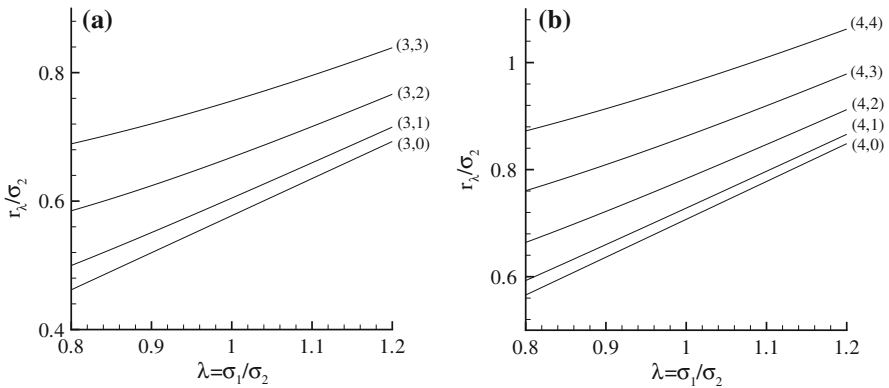 (a)
r_λ/σ_2
0.8
0.6
0.4
(3,3)
(3,2)
(3,1)
(3,0)
0.8 0.9 1 1.1 1.2
λ=σ_1/σ_2
(b)
r_λ/σ_2
1
0.8
0.6
(4,4)
(4,3)
(4,2)
(4,1)
(4,0)
0.8 0.9 1 1.1 1.2
λ=σ_1/σ_2